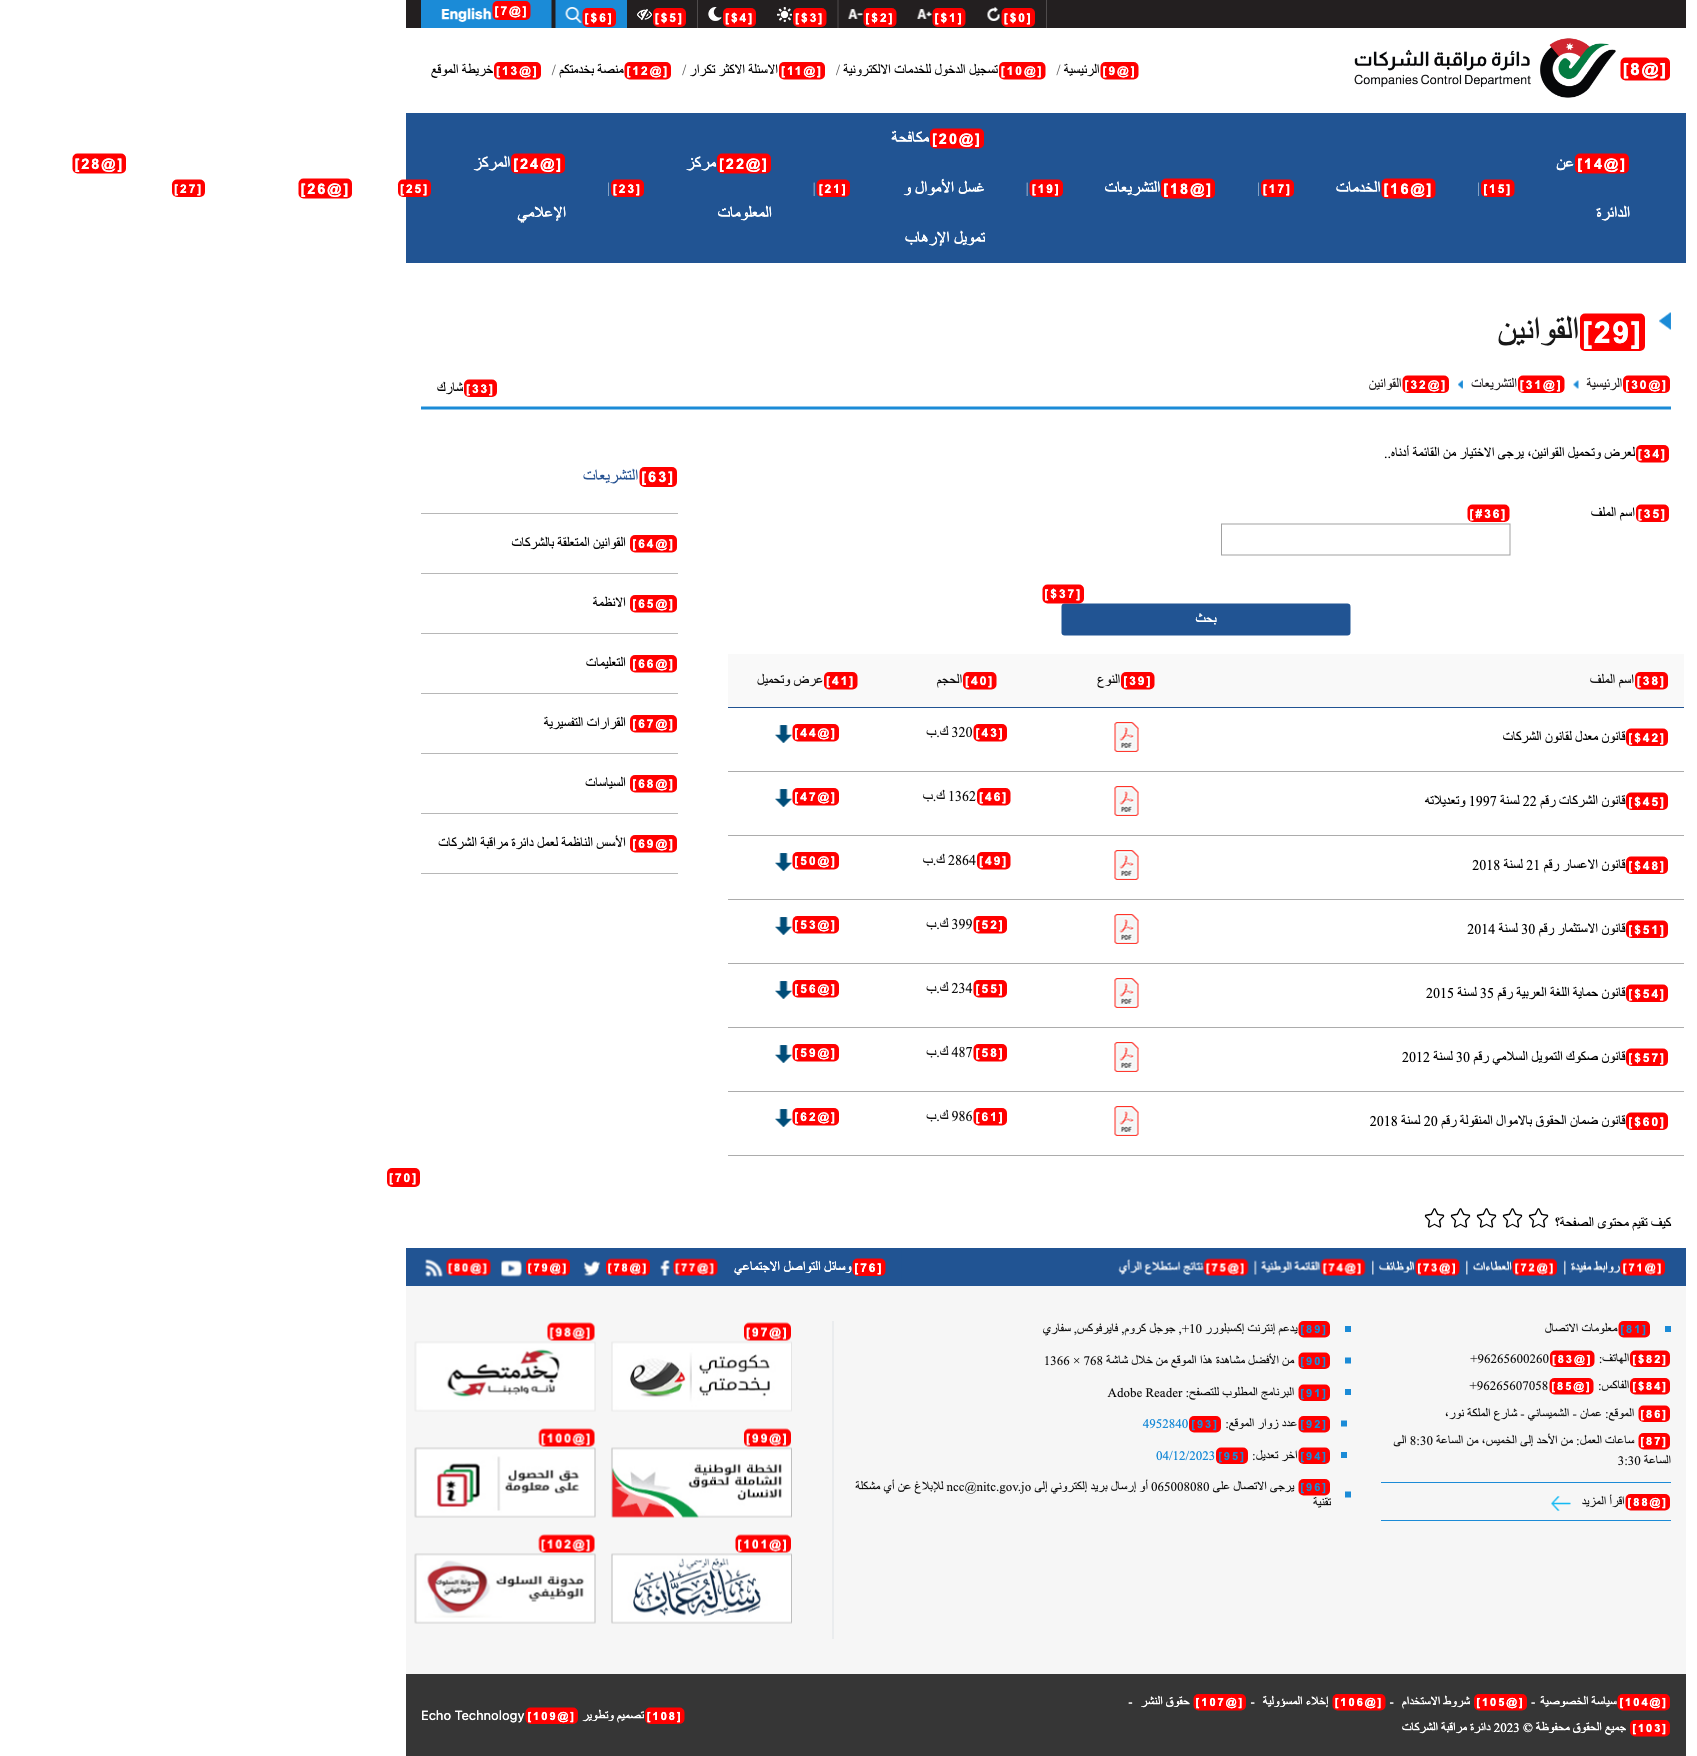 English [@7] [$6] [$5] [$4] [$3] A- [$2] A+ [$1] [$0]
[@8] دائرة مراقبة الشركات
Companies Control Department
[@9]الرئيسية / [@10]تسجيل الدخول للخدمات الالكترونية / [@11]الاسئلة الاكثر تكرار / [@12]منصة بخدمتكم / [@13]خريطة الموقع
[@14] عن الدائرة
[15] |
[@16] الخدمات
[17] |
[@18] التشريعات
[19] |
[@20] مكافحة غسل الأموال و تمويل الإرهاب
[21] |
[@22] مركز المعلومات
[23] |
[@24] المركز الإعلامي
[25]
[@26]
[27]
[@28]
[29]القوانين
[@30]الرئيسية [@31]التشريعات [@32]القوانين
[33]شارك
[34]لعرض وتحميل القوانين، يرجى الاختيار من القائمة أدناه..
[35]اسم الملف
[#36]
[$37]
بحث
[38]اسم الملف [39]النوع [40]الحجم [41]عرض وتحميل
[$42]قانون معدل لقانون الشركات PDF [43]320 ك.ب [@44]
[$45]قانون الشركات رقم 22 لسنة 1997 وتعديلاته PDF [46]1362 ك.ب [@47]
[$48]قانون الاعسار رقم 21 لسنة 2018 PDF [49]2864 ك.ب [@50]
[$51]قانون الاستثمار رقم 30 لسنة 2014 PDF [52]399 ك.ب [@53]
[$54]قانون حماية اللغة العربية رقم 35 لسنة 2015 PDF [55]234 ك.ب [@56]
[$57]قانون صكوك التمويل السلامي رقم 30 لسنة 2012 PDF [58]487 ك.ب [@59]
[$60]قانون ضمان الحقوق بالاموال المنقولة رقم 20 لسنة 2018 PDF [61]986 ك.ب [@62]
[63]التشريعات
[@64] القوانين المتعلقة بالشركات
[@65] الانظمة
[@66] التعليمات
[@67] القرارات التفسيرية
[@68] السياسات
[@69] الأسس الناظمة لعمل دائرة مراقبة الشركات
[70]
كيف تقيم محتوى الصفحة؟
[@71]روابط مفيدة | [@72]العطاءات | [@73]الوظائف | [@74]القائمة الوطنية | [@75]نتائج استطلاع الرأي
[76]وسائل التواصل الاجتماعي [@77] [@78] [@79] [@80]
[81]معلومات الاتصال
[$82]الهاتف: [@83]96265600260+
[$84]الفاكس: [@85]96265607058+
[86] الموقع: عمان - الشميساني - شارع الملكة نور،
[87] ساعات العمل: من الأحد إلى الخميس، من الساعة 8:30 الى
الساعة 3:30
[@88]اقرأ المزيد
[89]يدعم إنترنت إكسبلورر 10+, جوجل كروم, فايرفوكس, سفاري
[90] من الأفضل مشاهدة هذا الموقع من خلال شاشة 768 × 1366
[91] البرنامج المطلوب للتصفح: Adobe Reader
[92]عدد زوار الموقع: [93]4952840
[94]اخر تعديل: [95]04/12/2023
[96] يرجى الاتصال على 065008080 أو إرسال بريد إلكتروني إلى ncc@nitc.gov.jo للإبلاغ عن أي مشكلة
تقنية
[@97] حكومتي بخدمتي
[@98] بخدمتكم
لأنه واجبنا
[@99] الخطة الوطنية الشاملة لحقوق الانسان
[@100] حق الحصول على معلومة
[@101] الموقع الرسمي ل
رسالة عمان
[@102] مدونة السلوك الوظيفي
مدونة السلوك الوظيفي
[@104]سياسة الخصوصية - [@105] شروط الاستخدام - [@106] إخلاء المسؤولية - [@107] حقوق النشر -
[103] جميع الحقوق محفوظة © 2023 دائرة مراقبة الشركات
[108]تصميم وتطوير [@109]Echo Technology